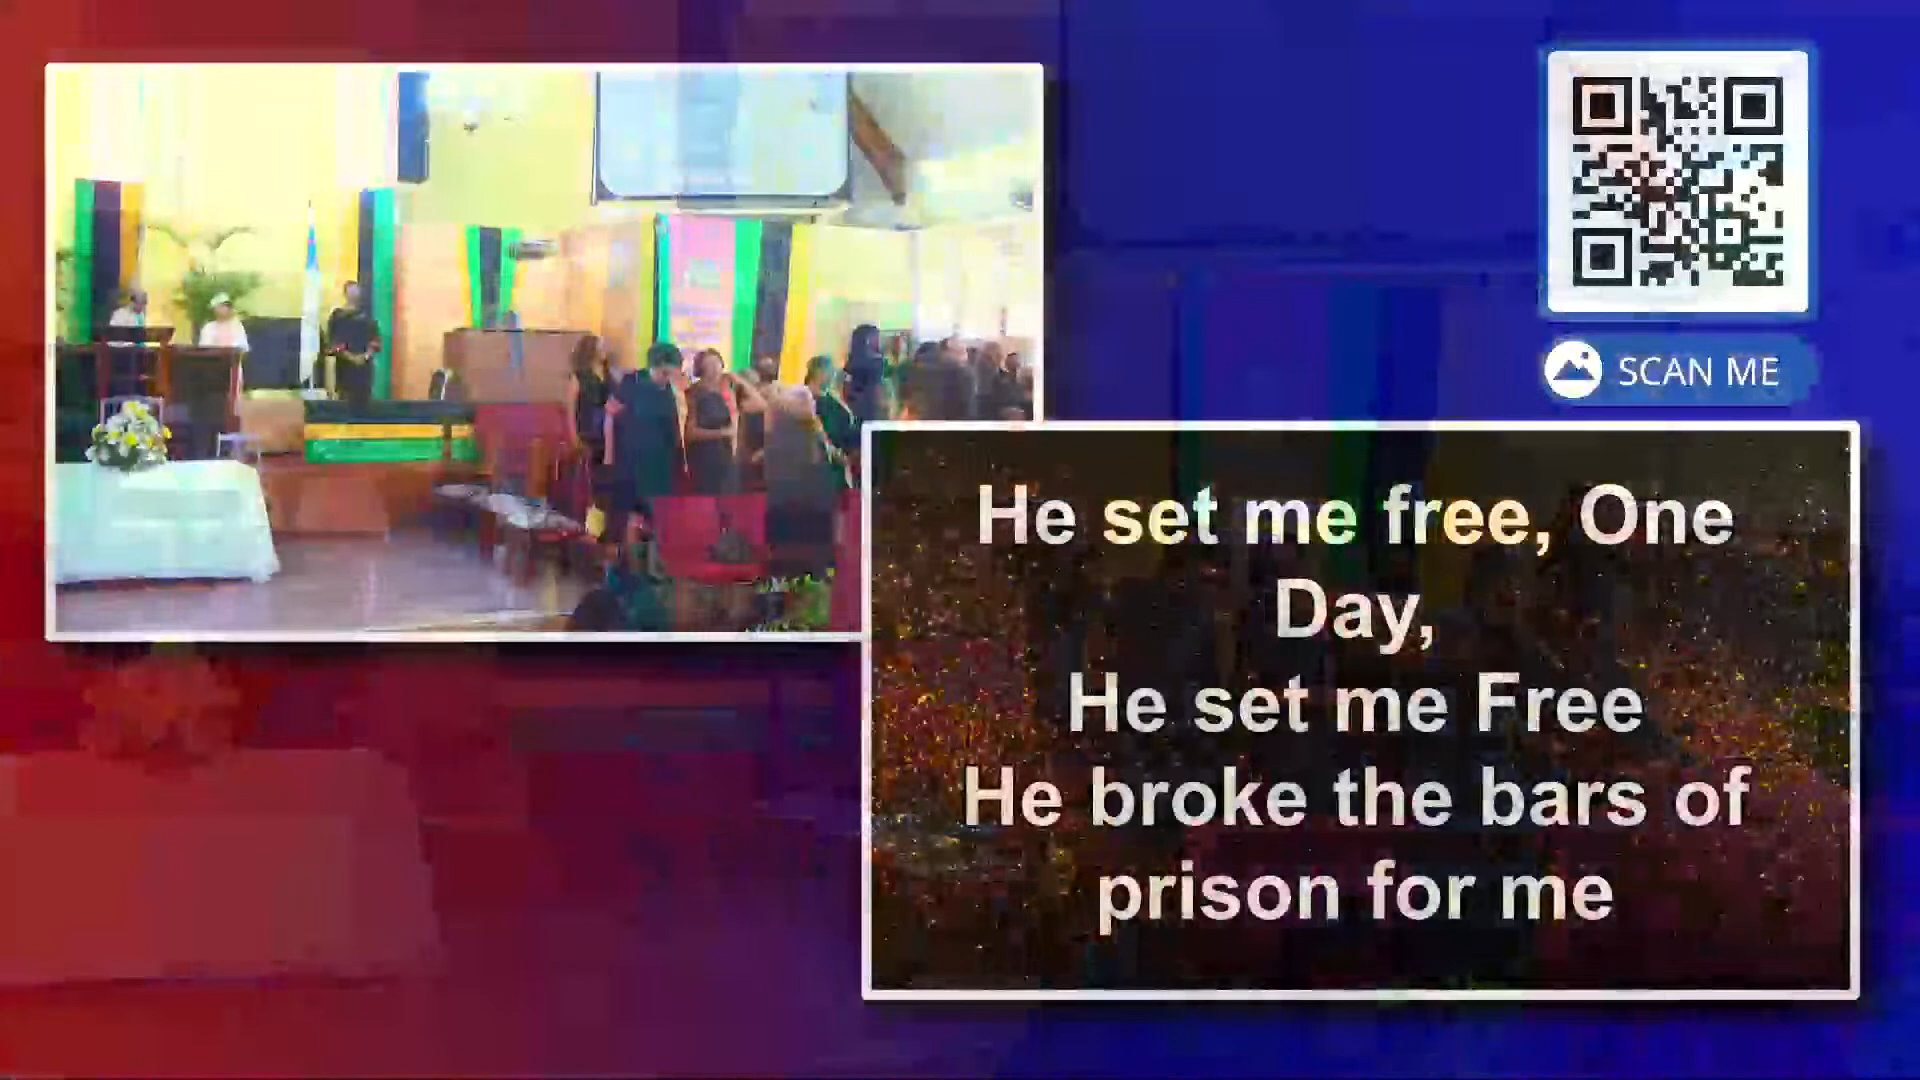 SCAN ME
He set me free, One
Day,
He set me Free
He broke the bars of
prison for me